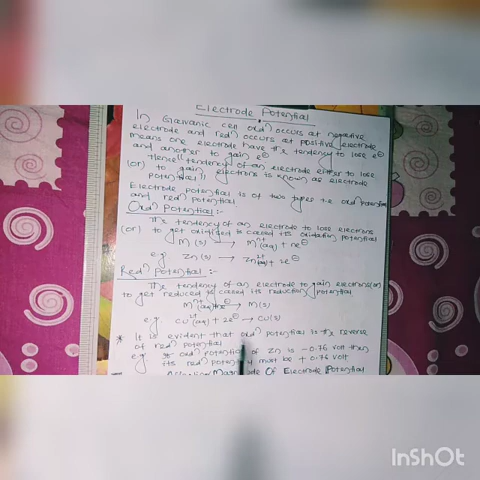 Electrode Potential
In Galvanic cell oxdⁿ occurs at negative
electrode and redⁿ occurs at positive electrode
means one electrode have the tendency to lose e⊖
and another to gain e⊖
Hence "tendency of an electrode either to lose
(or) to gain electrons is known as electrode
potential"
Electrode potential is of two types i.e oxdⁿ potential
and redⁿ potential
Oxdⁿ Potential :-
The tendency of an electrode to lose electrons
(or) to get oxidized is called its oxidation potential
M(s) → Mⁿ⁺(aq) + ne⊖
e.g Zn(s) → Zn²⁺(aq) + 2e⊖
Redⁿ Potential :-
The tendency of an electrode to gain electrons (or)
to get reduced is called its reduction potential
Mⁿ⁺(aq) + ne⊖ → M(s)
e.g. Cu²⁺(aq) + 2e⊖ → Cu(s)
* It is evident that oxdⁿ potential is the reverse
of redⁿ potential
e.g oxdⁿ potential of Zn is -0.76 volt then
its redⁿ potential must be + 0.76 volt
Affecting Magnitude Of Electrode Potential
InShOt